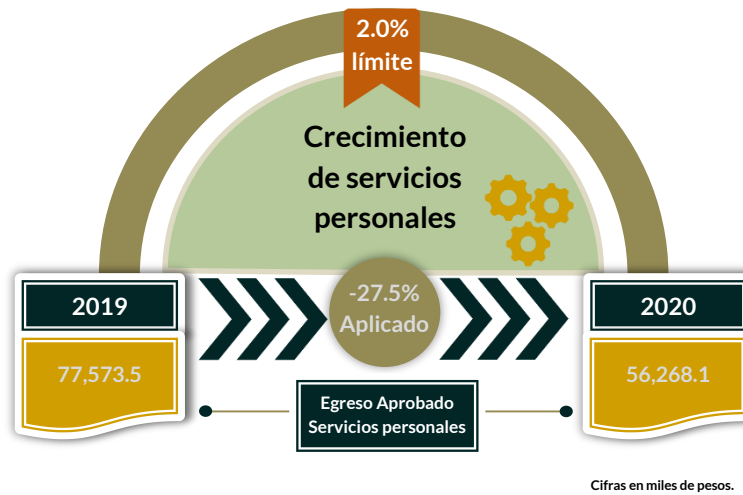 2.0%
límite
Crecimiento
de servicios
personales
2019
-27.5%
Aplicado
2020
77,573.5
56,268.1
Egreso Aprobado
Servicios personales
Cifras en miles de pesos.